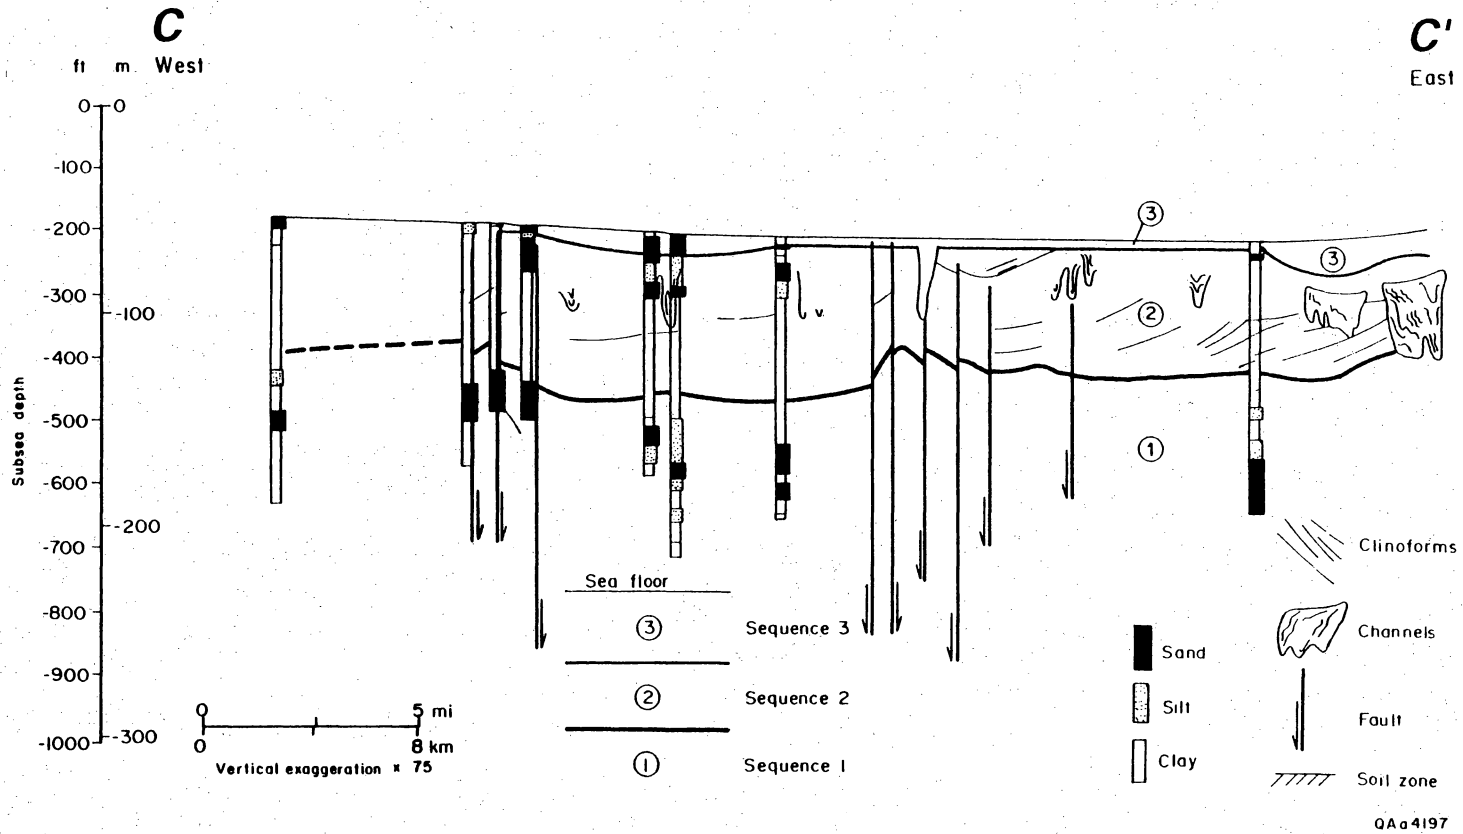 C
C'
ft m West
East
0 0
-100
-200
-300
-100
-400
-500
-600
-200
-700
-800
-900
-1000 -300
Subsea depth
3
3
2
1
v
Sea floor
3 Sequence 3
2 Sequence 2
1 Sequence 1
0 5 mi
0 8 km
Vertical exaggeration x 75
Sand
Silt
Clay
Clinoforms
Channels
Fault
Soil zone
QAa4197